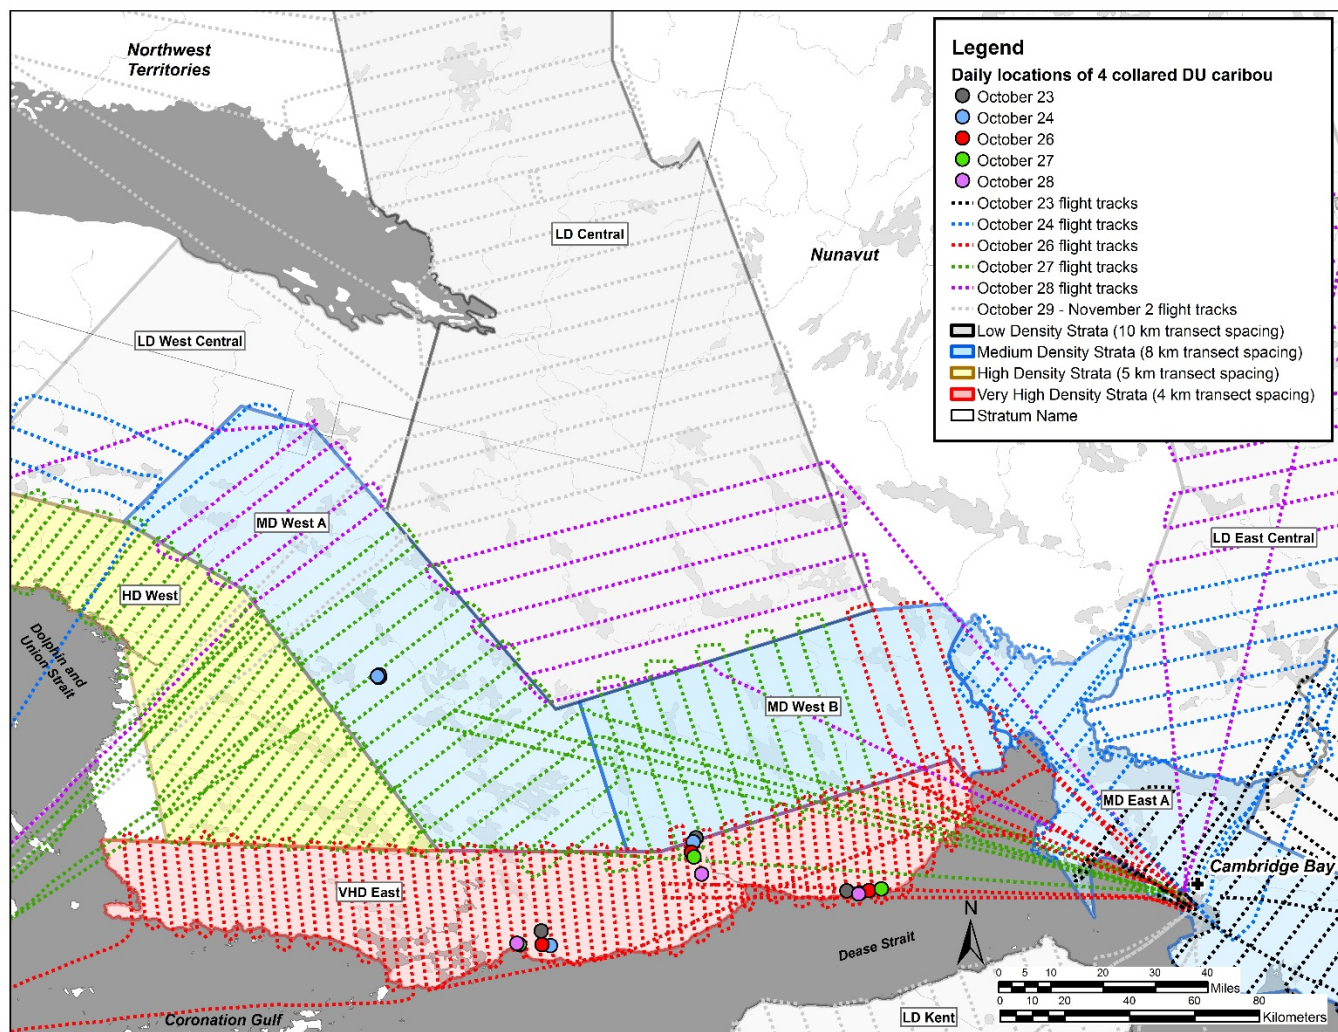 Northwest
Territories
LD Central
Nunavut
LD West Central
MD West A
HD West
Dolphin and
Union Strait
MD West B
LD East Central
MD East A
Cambridge Bay
VHD East
Dease Strait
Coronation Gulf
LD Kent
Legend
Daily locations of 4 collared DU caribou
October 23
October 24
October 26
October 27
October 28
October 23 flight tracks
October 24 flight tracks
October 26 flight tracks
October 27 flight tracks
October 28 flight tracks
October 29 - November 2 flight tracks
Low Density Strata (10 km transect spacing)
Medium Density Strata (8 km transect spacing)
High Density Strata (5 km transect spacing)
Very High Density Strata (4 km transect spacing)
Stratum Name
N
0 5 10 20 30 40
Miles
0 10 20 40 60 80
Kilometers